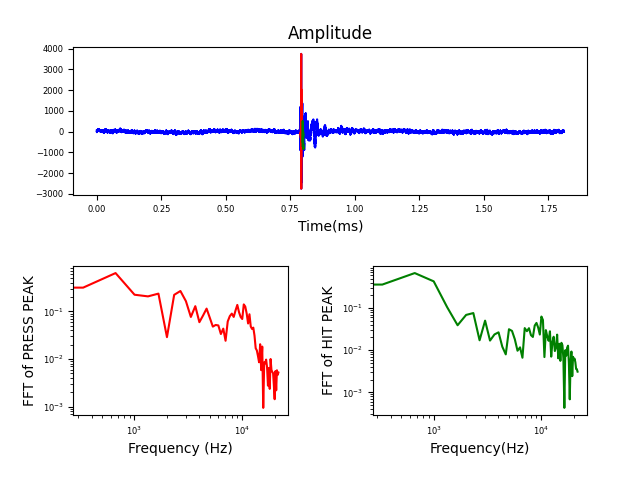 Amplitude
4000
3000
2000
1000
0
−1000
−2000
−3000
0.00 0.25 0.50 0.75 1.00 1.25 1.50 1.75
Time(ms)
FFT of PRESS PEAK
10⁻¹
10⁻²
10⁻³
10³ 10⁴
Frequency (Hz)
FFT of HIT PEAK
10⁻¹
10⁻²
10⁻³
10³ 10⁴
Frequency(Hz)